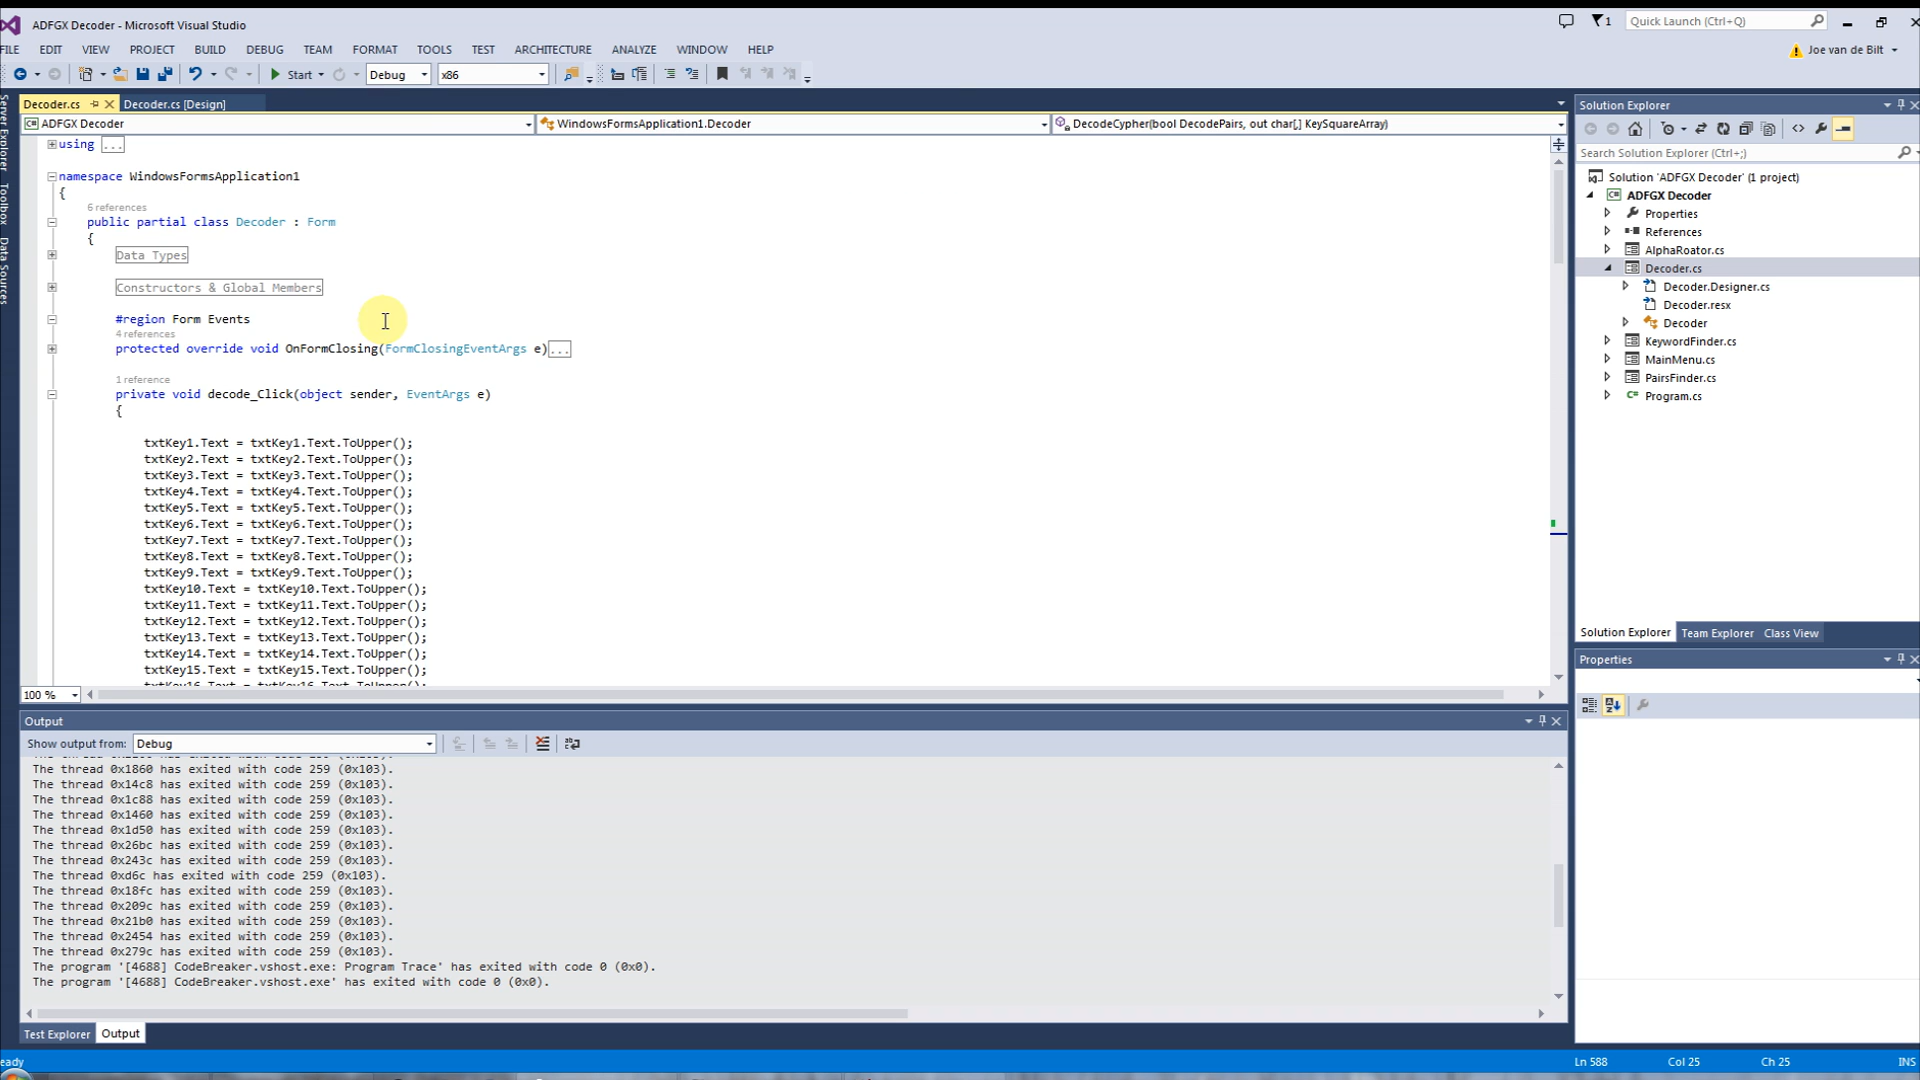 ADFGX Decoder - Microsoft Visual Studio
1
Quick Launch (Ctrl+Q)
FILE EDIT VIEW PROJECT BUILD DEBUG TEAM FORMAT TOOLS TEST ARCHITECTURE ANALYZE WINDOW HELP
Joe van de Bilt
Start Debug x86
Server Explorer
Toolbox
Data Sources
Decoder.cs Decoder.cs [Design]
ADFGX Decoder WindowsFormsApplication1.Decoder DecodeCypher(bool DecodePairs, out char[,] KeySquareArray)
using ...
namespace WindowsFormsApplication1
{
6 references
public partial class Decoder : Form
{
Data Types
Constructors & Global Members
#region Form Events
4 references
protected override void OnFormClosing(FormClosingEventArgs e)...
1 reference
private void decode_Click(object sender, EventArgs e)
{
txtKey1.Text = txtKey1.Text.ToUpper();
txtKey2.Text = txtKey2.Text.ToUpper();
txtKey3.Text = txtKey3.Text.ToUpper();
txtKey4.Text = txtKey4.Text.ToUpper();
txtKey5.Text = txtKey5.Text.ToUpper();
txtKey6.Text = txtKey6.Text.ToUpper();
txtKey7.Text = txtKey7.Text.ToUpper();
txtKey8.Text = txtKey8.Text.ToUpper();
txtKey9.Text = txtKey9.Text.ToUpper();
txtKey10.Text = txtKey10.Text.ToUpper();
txtKey11.Text = txtKey11.Text.ToUpper();
txtKey12.Text = txtKey12.Text.ToUpper();
txtKey13.Text = txtKey13.Text.ToUpper();
txtKey14.Text = txtKey14.Text.ToUpper();
txtKey15.Text = txtKey15.Text.ToUpper();
100 %
Output
Show output from: Debug
The thread 0x1860 has exited with code 259 (0x103).
The thread 0x14c8 has exited with code 259 (0x103).
The thread 0x1c88 has exited with code 259 (0x103).
The thread 0x1460 has exited with code 259 (0x103).
The thread 0x1d50 has exited with code 259 (0x103).
The thread 0x26bc has exited with code 259 (0x103).
The thread 0x243c has exited with code 259 (0x103).
The thread 0xd6c has exited with code 259 (0x103).
The thread 0x18fc has exited with code 259 (0x103).
The thread 0x209c has exited with code 259 (0x103).
The thread 0x21b0 has exited with code 259 (0x103).
The thread 0x2454 has exited with code 259 (0x103).
The thread 0x279c has exited with code 259 (0x103).
The program '[4688] CodeBreaker.vshost.exe: Program Trace' has exited with code 0 (0x0).
The program '[4688] CodeBreaker.vshost.exe' has exited with code 0 (0x0).
Test Explorer Output
Solution Explorer
Search Solution Explorer (Ctrl+;)
Solution 'ADFGX Decoder' (1 project)
ADFGX Decoder
Properties
References
AlphaRoator.cs
Decoder.cs
Decoder.Designer.cs
Decoder.resx
Decoder
KeywordFinder.cs
MainMenu.cs
PairsFinder.cs
Program.cs
Solution Explorer Team Explorer Class View
Properties
eady Ln 588 Col 25 Ch 25 INS